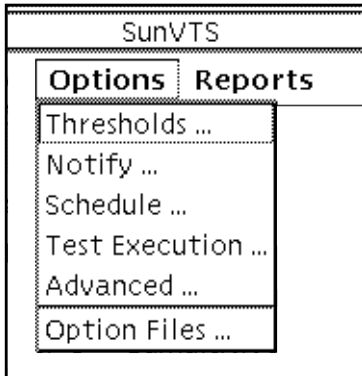 SunVTS
Options Reports
Thresholds ...
Notify ...
Schedule ...
Test Execution ...
Advanced ...
Option Files ...